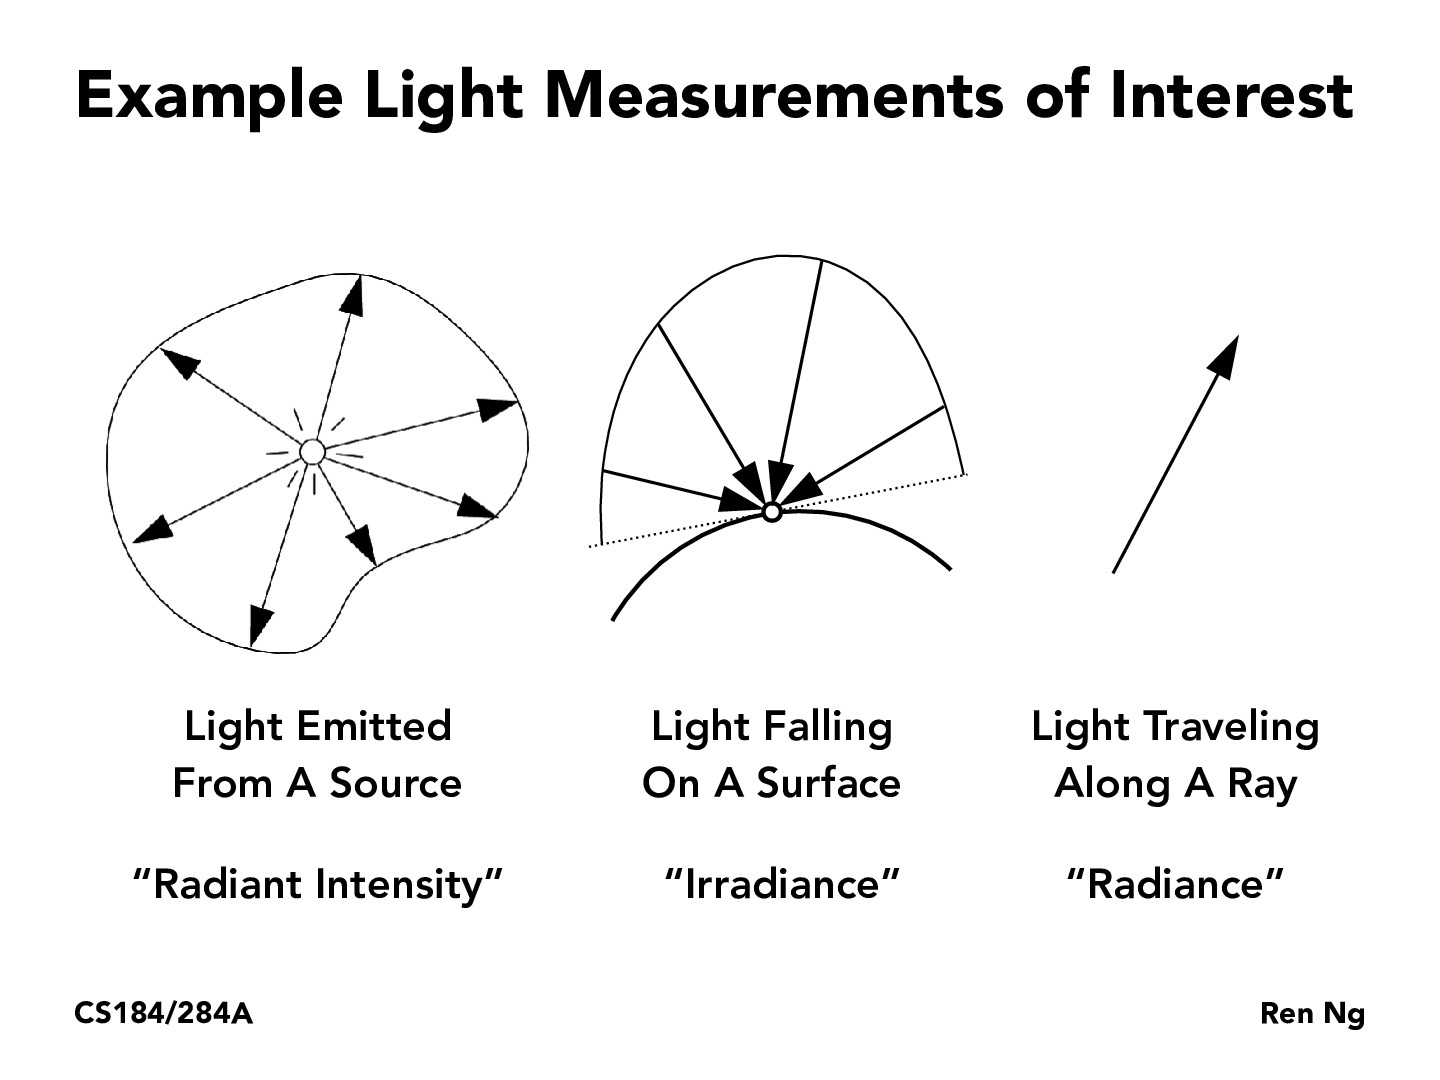 Example Light Measurements of Interest
Light Emitted
From A Source
“Radiant Intensity”
Light Falling
On A Surface
“Irradiance”
Light Traveling
Along A Ray
“Radiance”
CS184/284A
Ren Ng